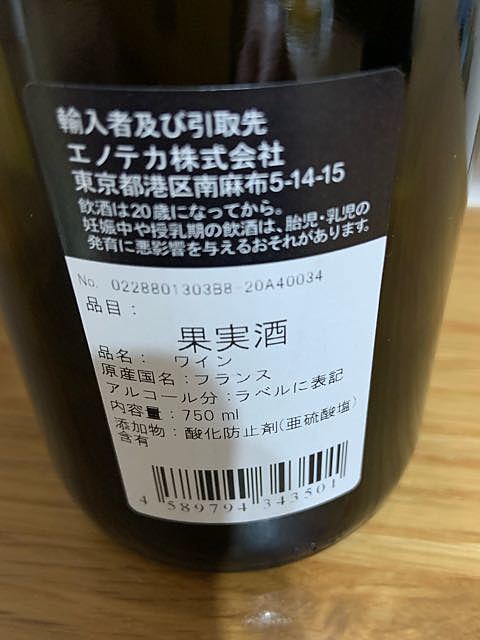 輸入者及び引取先
エノテカ株式会社
東京都港区南麻布5-14-15
飲酒は20歳になってから。
妊娠中や授乳期の飲酒は、胎児・乳児の
発育に悪影響を与えるおそれがあります。
No. 0228801303B8-20A40034
品目：
果実酒
品名： ワイン
原産国名：フランス
アルコール分：ラベルに表記
内容量：750 ml
添加物：酸化防止剤(亜硫酸塩)
含有
4 589794 343501